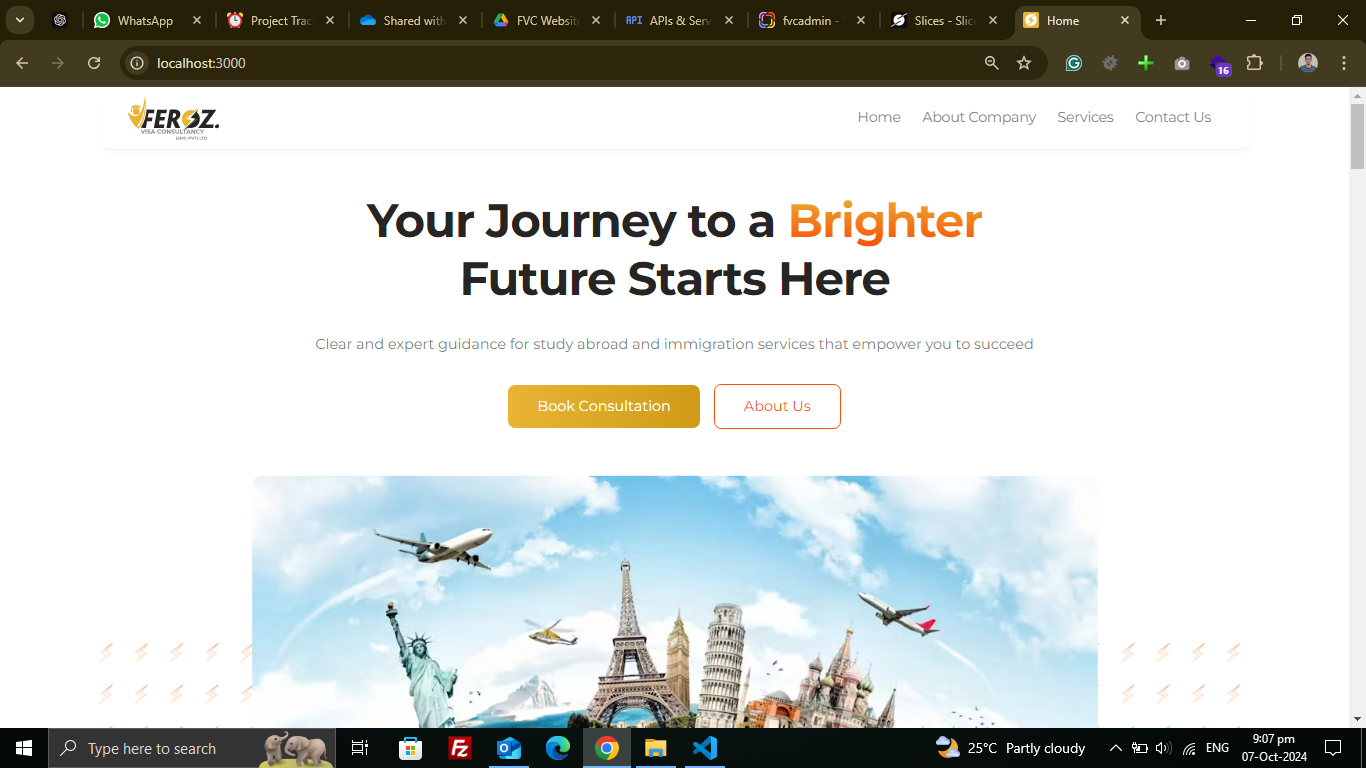 WhatsApp
Project Trac
Shared with
FVC Websit
API APIs & Serv
fvcadmin -
Slices - Slic
Home
localhost:3000
16
FEROZ.
VISA CONSULTANCY
(SMC-PVT) LTD
Home About Company Services Contact Us
Your Journey to a Brighter
Future Starts Here
Clear and expert guidance for study abroad and immigration services that empower you to succeed
Book Consultation About Us
Type here to search
Fz
25°C Partly cloudy
ENG
9:07 pm
07-Oct-2024